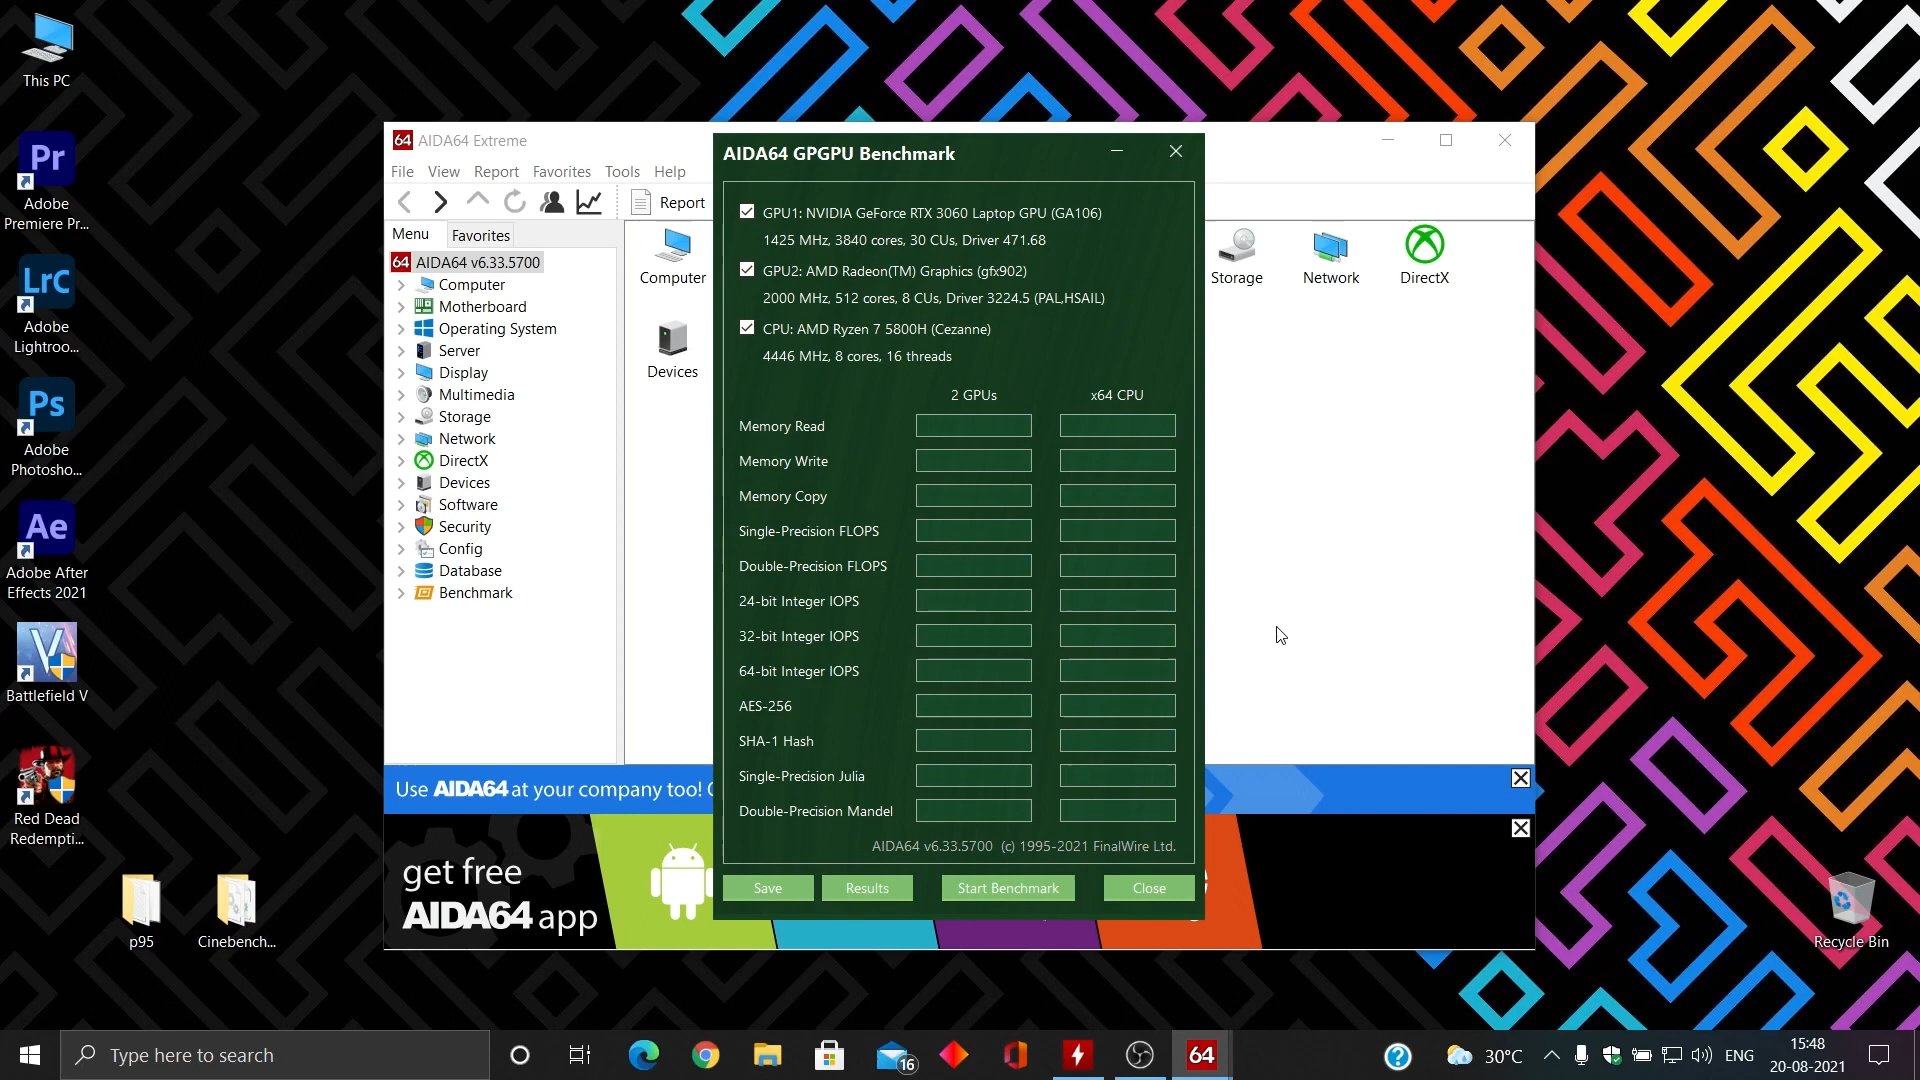 This PC
Pr
Adobe
Premiere Pr...
LrC
Adobe
Lightroo...
Ps
Adobe
Photosho...
Ae
Adobe After
Effects 2021
V
Battlefield V
Red Dead
Redempti...
p95
Cinebench...
Recycle Bin
64 AIDA64 Extreme
File View Report Favorites Tools Help
Report
Menu Favorites
64 AIDA64 v6.33.5700
Computer
Motherboard
Operating System
Server
Display
Multimedia
Storage
Network
DirectX
Devices
Software
Security
Config
Database
Benchmark
Computer
Devices
Storage
Network
DirectX
AIDA64 GPGPU Benchmark
GPU1: NVIDIA GeForce RTX 3060 Laptop GPU (GA106)
1425 MHz, 3840 cores, 30 CUs, Driver 471.68
GPU2: AMD Radeon(TM) Graphics (gfx902)
2000 MHz, 512 cores, 8 CUs, Driver 3224.5 (PAL,HSAIL)
CPU: AMD Ryzen 7 5800H (Cezanne)
4446 MHz, 8 cores, 16 threads
2 GPUs x64 CPU
Memory Read
Memory Write
Memory Copy
Single-Precision FLOPS
Double-Precision FLOPS
24-bit Integer IOPS
32-bit Integer IOPS
64-bit Integer IOPS
AES-256
SHA-1 Hash
Single-Precision Julia
Double-Precision Mandel
AIDA64 v6.33.5700 (c) 1995-2021 FinalWire Ltd.
Save Results Start Benchmark Close
Use AIDA64 at your company too!
get free
AIDA64 app
Type here to search
16
64
30°C
ENG
15:48
20-08-2021